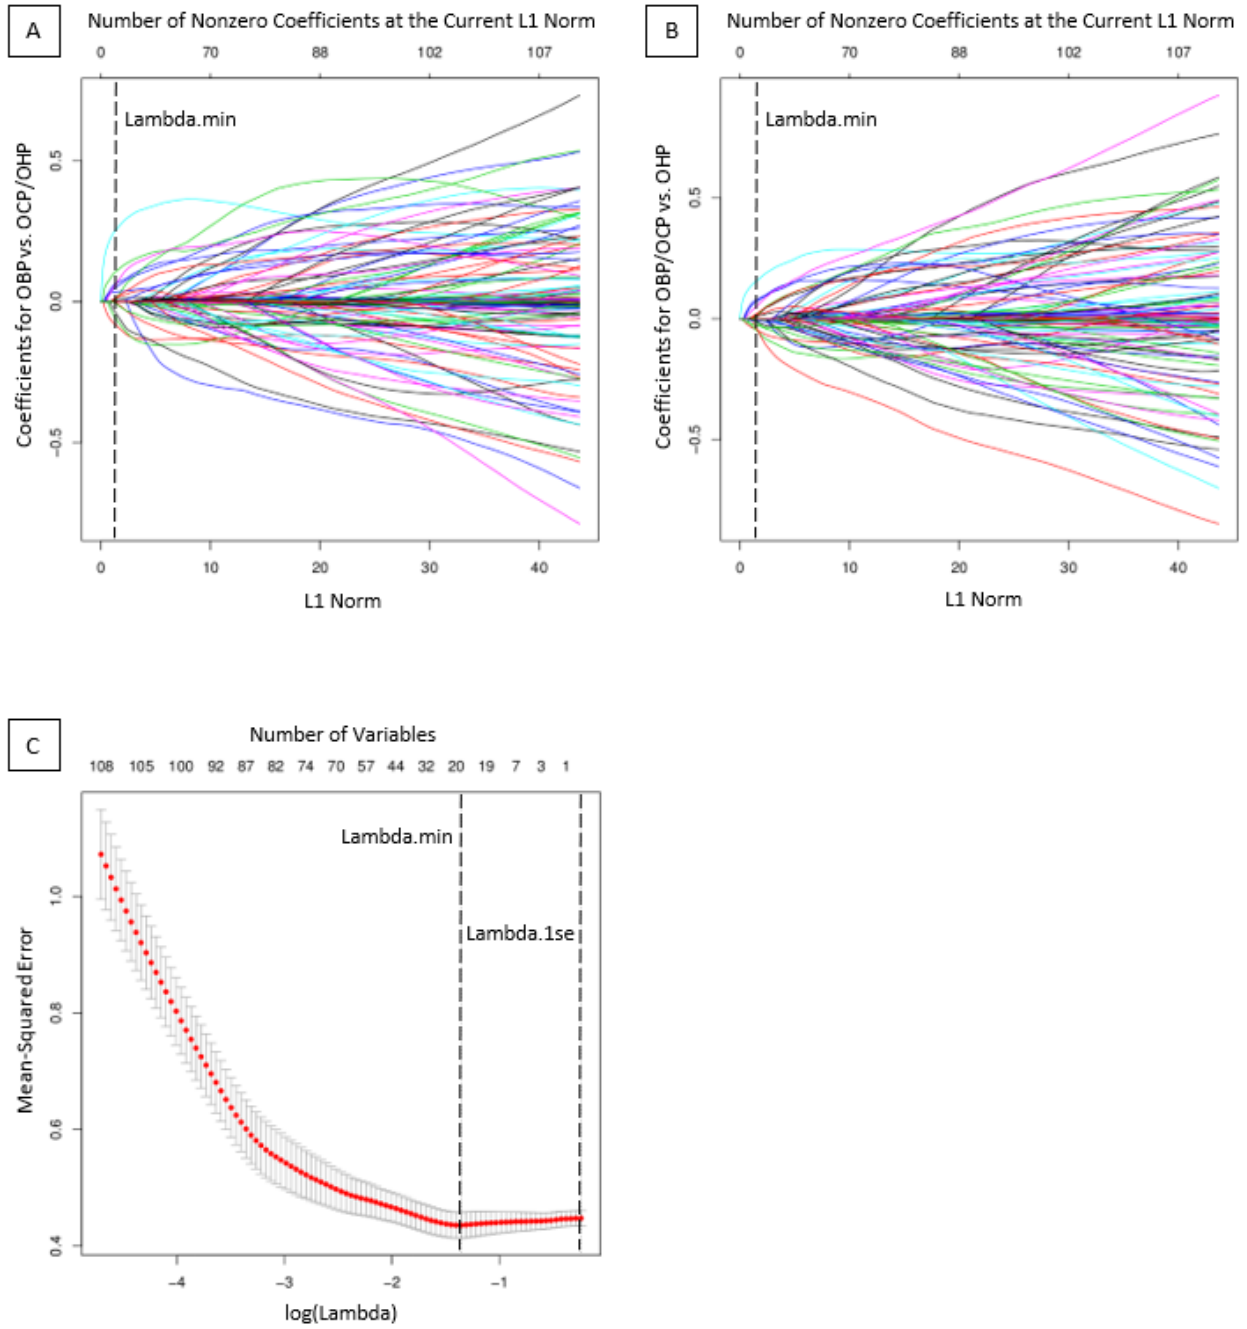 A
Number of Nonzero Coefficients at the Current L1 Norm
0 70 88 102 107
Lambda.min
Coefficients for OBP vs. OCP/OHP
0.5
0.0
−0.5
0 10 20 30 40
L1 Norm
B
Number of Nonzero Coefficients at the Current L1 Norm
0 70 88 102 107
Lambda.min
Coefficients for OBP/OCP vs. OHP
0.5
0.0
−0.5
0 10 20 30 40
L1 Norm
C
Number of Variables
108 105 100 92 87 82 74 70 57 44 32 20 19 7 3 1
Lambda.min
Lambda.1se
Mean-Squared Error
1.0
0.8
0.6
0.4
−4 −3 −2 −1
log(Lambda)